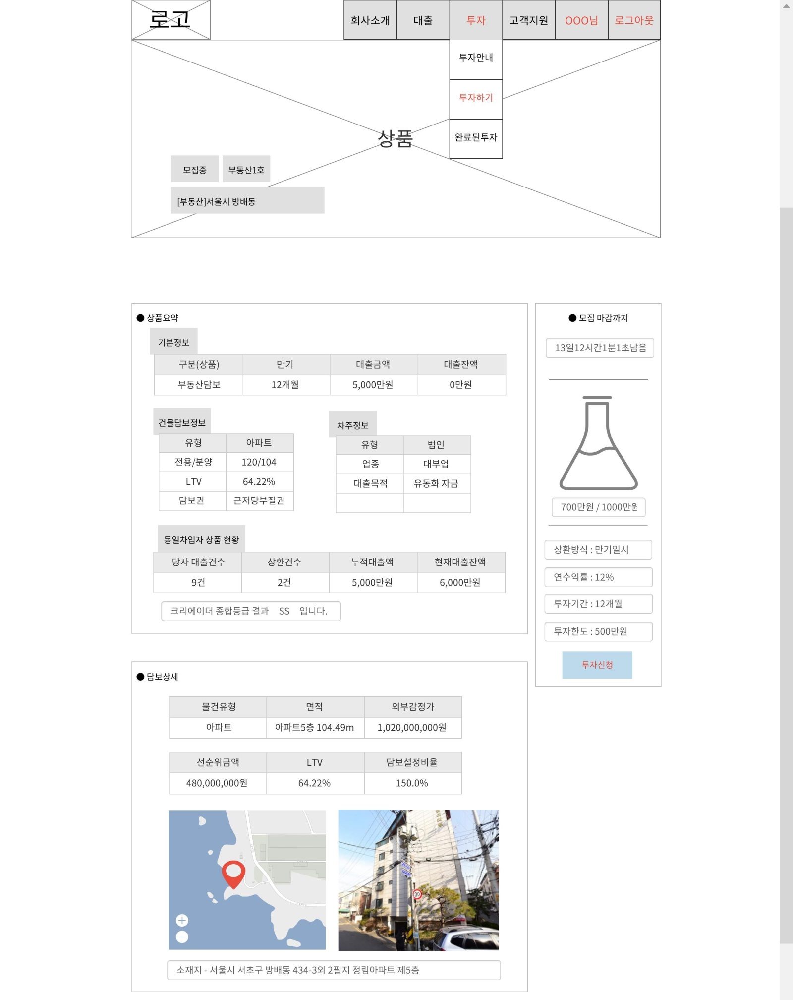 로고
회사소개 대출 투자 고객지원 OOO님 로그아웃
투자안내
투자하기
완료된투자
상품
모집중 부동산1호
[부동산]서울시 방배동
● 상품요약
기본정보
구분(상품) 만기 대출금액 대출잔액
부동산담보 12개월 5,000만원 0만원
건물담보정보
유형 아파트
전용/분양 120/104
LTV 64.22%
담보권 근저당부질권
차주정보
유형 법인
업종 대부업
대출목적 유동화 자금
동일차입자 상품 현황
당사 대출건수 상환건수 누적대출액 현재대출잔액
9건 2건 5,000만원 6,000만원
크리에이더 종합등급 결과 SS 입니다.
● 모집 마감까지
13일12시간1분1초남음
700만원 / 1000만원
상환방식 : 만기일시
연수익률 : 12%
투자기간 : 12개월
투자한도 : 500만원
투자신청
● 담보상세
물건유형 면적 외부감정가
아파트 아파트5층 104.49m 1,020,000,000원
선순위금액 LTV 담보설정비율
480,000,000원 64.22% 150.0%
30
소재지 - 서울시 서초구 방배동 434-3외 2필지 정림아파트 제5층